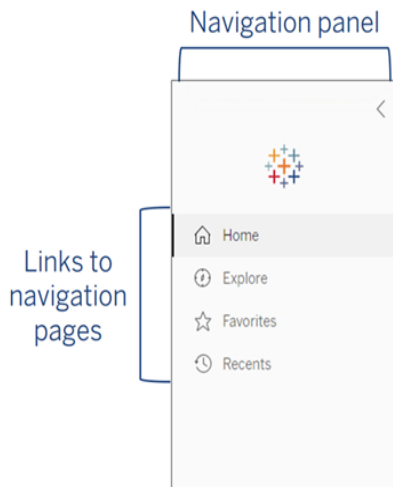 Navigation panel
Home
Links to
navigation
pages
Explore
Favorites
Recents